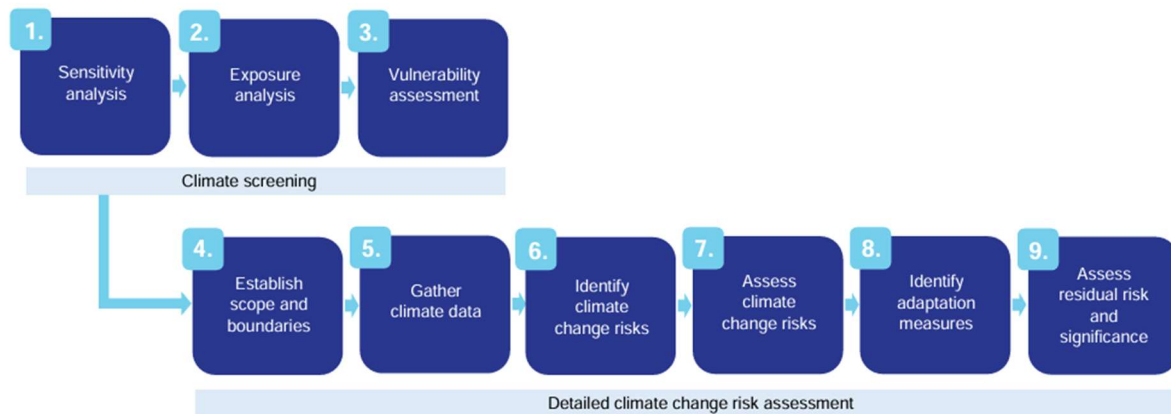 1.
Sensitivity
analysis
2.
Exposure
analysis
3.
Vulnerability
assessment
Climate screening
4.
Establish
scope and
boundaries
5.
Gather
climate data
6.
Identify
climate
change risks
7.
Assess
climate
change risks
8.
Identify
adaptation
measures
9.
Assess
residual risk
and
significance
Detailed climate change risk assessment